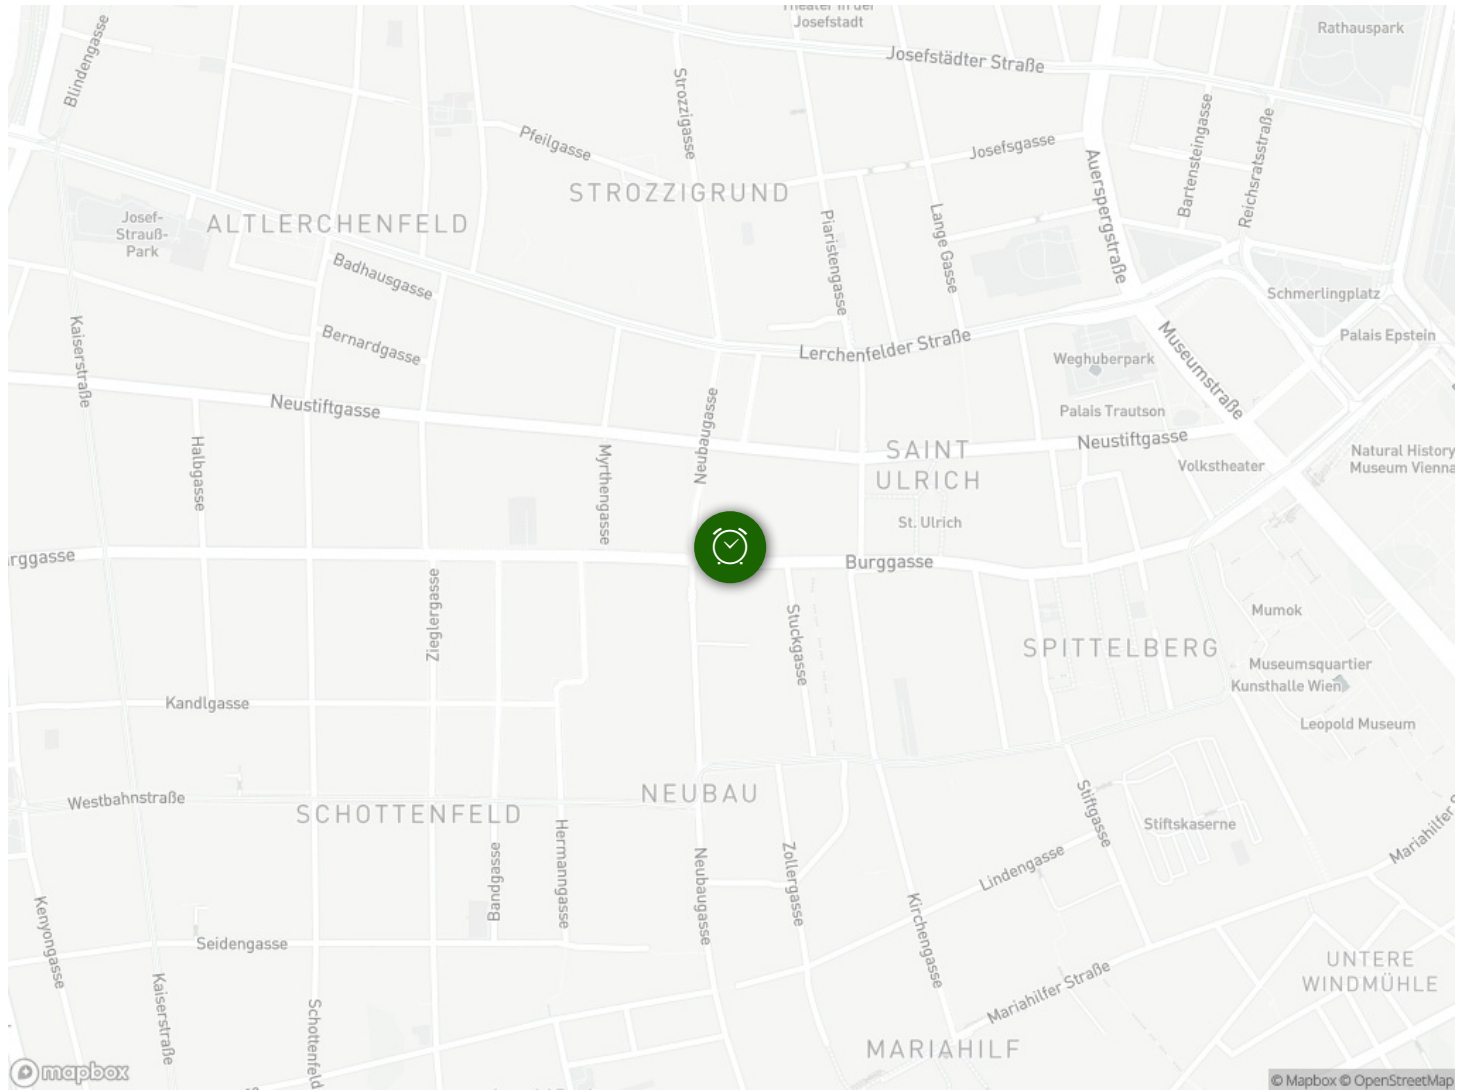 Theater in der
Josefstadt
Rathauspark
Blindengasse
Josefstädter Straße
Strozzigasse
Pfeilgasse
Josefsgasse
Bartensteingasse
Reichsratsstraße
Auerspergstraße
STROZZIGRUND
Josef-
Strauß-
Park
ALTLERCHENFELD
Piaristengasse
Lange Gasse
Badhausgasse
Schmerlingplatz
Kaiserstraße
Bernardgasse
Lerchenfelder Straße
Palais Epstein
Weghuberpark
Museumstraße
Neustiftgasse
Palais Trautson
Neubaugasse
Halbgasse
Myrthengasse
SAINT
ULRICH
Neustiftgasse
Volkstheater
Natural History
Museum Vienna
St. Ulrich
rggasse
Burggasse
Zieglergasse
Stuckgasse
Mumok
SPITTELBERG
Museumsquartier
Kunsthalle Wien
Kandlgasse
Leopold Museum
NEUBAU
Westbahnstraße
SCHOTTENFELD
Stiftgasse
Stiftskaserne
Mariahilfer
Hermanngasse
Bandgasse
Neubaugasse
Zollergasse
Lindengasse
Kirchengasse
Kenyongasse
Seidengasse
UNTERE
WINDMÜHLE
Kaiserstraße
Schottenfeld
Mariahilfer Straße
MARIAHILF
mapbox
© Mapbox © OpenStreetMap